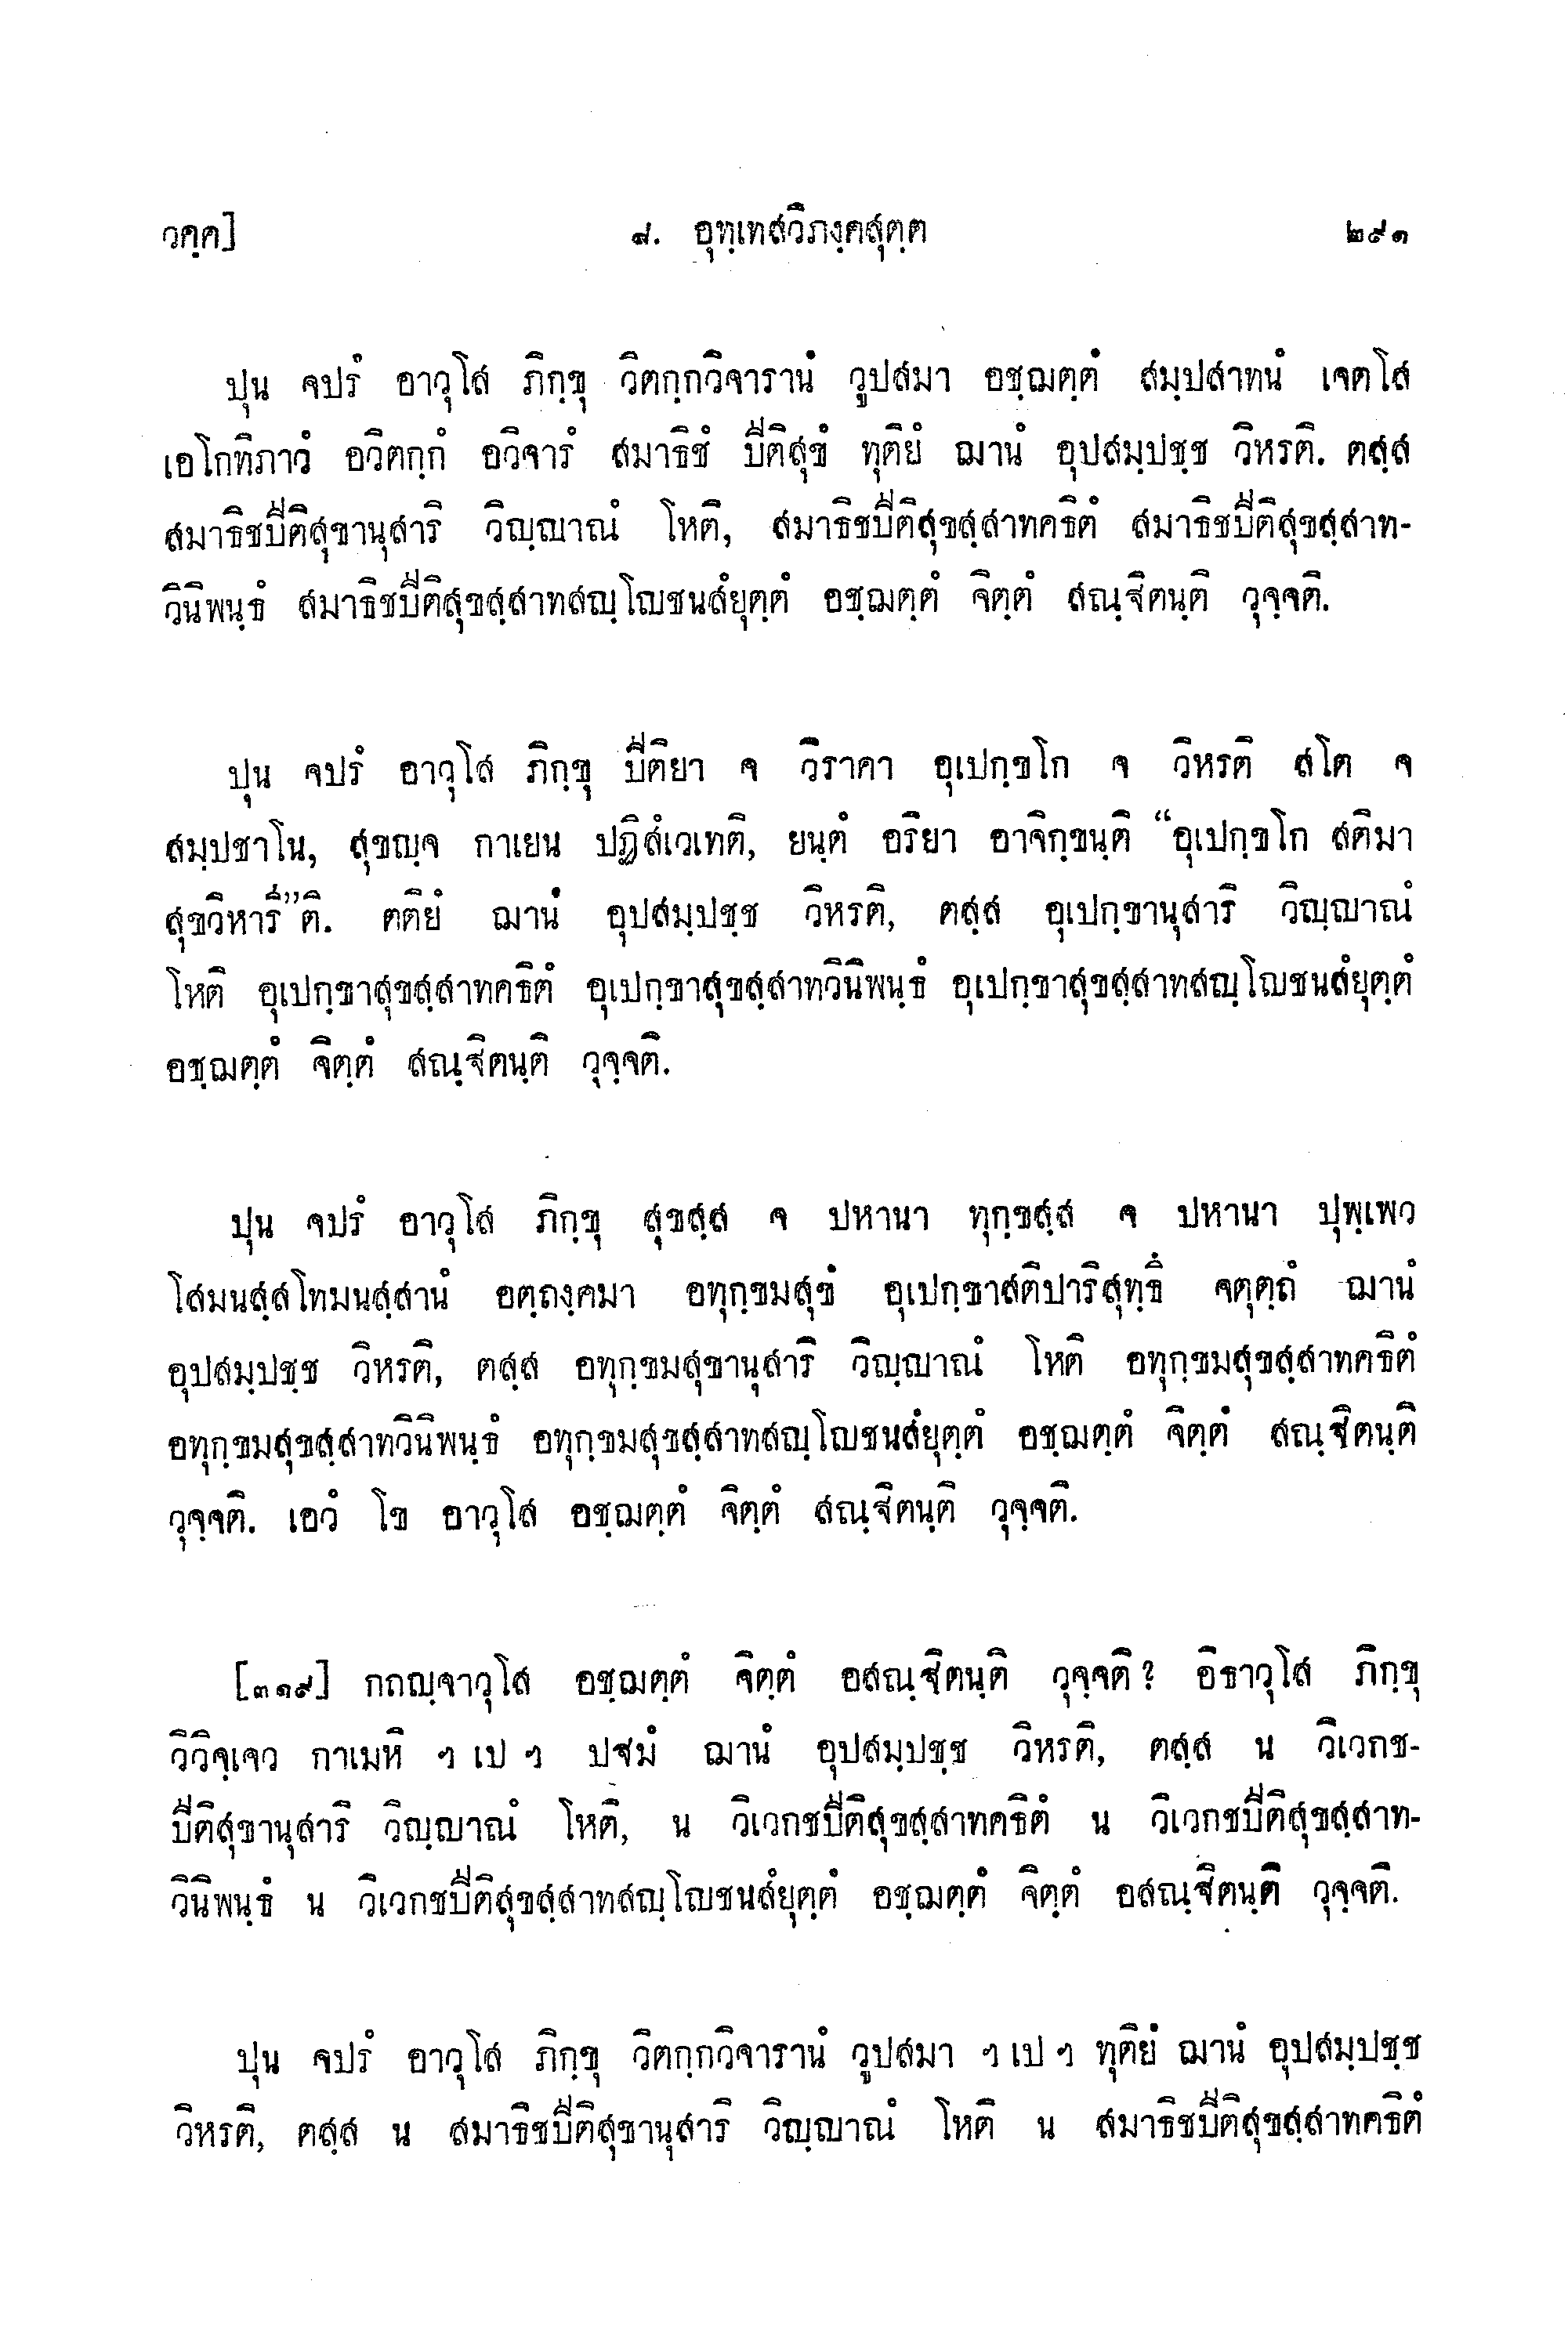 วคฺค]
๘. อุทฺเทสวิภงฺคสุตฺต
๒๙๑
ปุน จปรํ อาวุโส ภิกฺขุ วิตกฺกวิจารานํ วูปสมา อชฺฌตฺตํ สมฺปสาทนํ เจตโส
เอโกทิภาวํ อวิตกฺกํ อวิจารํ สมาธิชํ ปีติสุขํ ทุติยํ ฌานํ อุปสมฺปชฺช วิหรติ. ตสฺส
สมาธิชปีติสุขานุสาริ วิญฺญาณํ โหติ, สมาธิชปีติสุขสฺสาทคธิตํ สมาธิชปีติสุขสฺสาท-
วินิพนฺธํ สมาธิชปีติสุขสฺสาทสญฺโญชนสํยุตฺตํ อชฺฌตฺตํ จิตฺตํ สณฺฐิตนฺติ วุจฺจติ.
ปุน จปรํ อาวุโส ภิกฺขุ ปีติยา จ วิราคา อุเปกฺขโก จ วิหรติ สโต จ
สมฺปชาโน, สุขญฺจ กาเยน ปฏิสํเวเทติ, ยนฺตํ อริยา อาจิกฺขนฺติ “อุเปกฺขโก สติมา
สุขวิหารี”ติ. ตติยํ ฌานํ อุปสมฺปชฺช วิหรติ, ตสฺส อุเปกฺขานุสาริ วิญฺญาณํ
โหติ อุเปกฺขาสุขสฺสาทคธิตํ อุเปกฺขาสุขสฺสาทวินิพนฺธํ อุเปกฺขาสุขสฺสาทสญฺโญชนสํยุตฺตํ
อชฺฌตฺตํ จิตฺตํ สณฺฐิตนฺติ วุจฺจติ.
ปุน จปรํ อาวุโส ภิกฺขุ สุขสฺส จ ปหานา ทุกฺขสฺส จ ปหานา ปุพฺเพว
โสมนสฺสโทมนสฺสานํ อตฺถงฺคมา อทุกฺขมสุขํ อุเปกฺขาสติปาริสุทฺธึ จตุตฺถํ ฌานํ
อุปสมฺปชฺช วิหรติ, ตสฺส อทุกฺขมสุขานุสาริ วิญฺญาณํ โหติ อทุกฺขมสุขสฺสาทคธิตํ
อทุกฺขมสุขสฺสาทวินิพนฺธํ อทุกฺขมสุขสฺสาทสญฺโญชนสํยุตฺตํ อชฺฌตฺตํ จิตฺตํ สณฺฐิตนฺติ
วุจฺจติ. เอวํ โข อาวุโส อชฺฌตฺตํ จิตฺตํ สณฺฐิตนฺติ วุจฺจติ.
[๓๑๙] กถญฺจาวุโส อชฺฌตฺตํ จิตฺตํ อสณฺฐิตนฺติ วุจฺจติ? อิธาวุโส ภิกฺขุ
วิวิจฺเจว กาเมหิ ฯ เป ฯ ปฐมํ ฌานํ อุปสมฺปชฺช วิหรติ, ตสฺส น วิเวกช-
ปีติสุขานุสาริ วิญฺญาณํ โหติ, น วิเวกชปีติสุขสฺสาทคธิตํ น วิเวกชปีติสุขสฺสาท-
วินิพนฺธํ น วิเวกชปีติสุขสฺสาทสญฺโญชนสํยุตฺตํ อชฺฌตฺตํ จิตฺตํ อสณฺฐิตนฺติ วุจฺจติ.
ปุน จปรํ อาวุโส ภิกฺขุ วิตกฺกวิจารานํ วูปสมา ฯ เป ฯ ทุติยํ ฌานํ อุปสมฺปชฺช
วิหรติ, ตสฺส น สมาธิชปีติสุขานุสาริ วิญฺญาณํ โหติ น สมาธิชปีติสุขสฺสาทคธิตํ